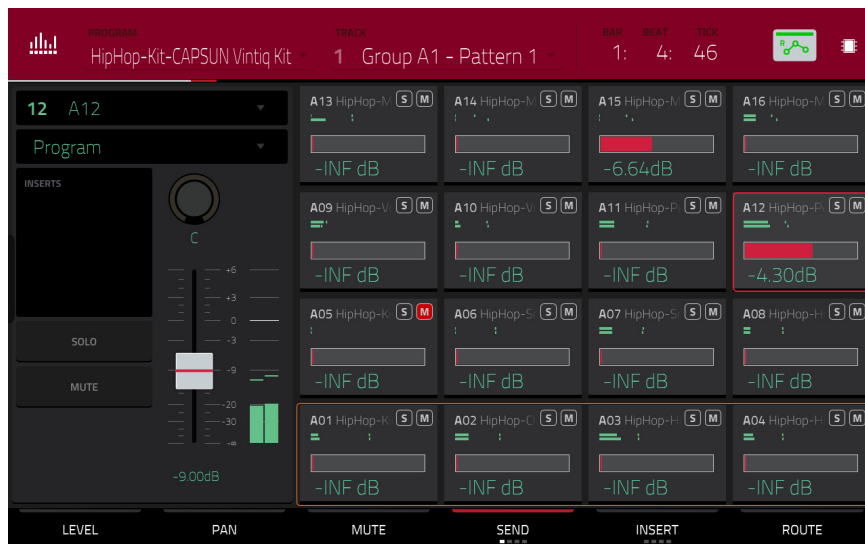 PROGRAM
HipHop-Kit-CAPSUN Vintiq Kit
TRACK
1 Group A1 - Pattern 1
BAR BEAT TICK
1: 4: 46
R
12 A12
Program
INSERTS
C
+6
+3
0
-3
-9
-20
-30
-∞
SOLO
MUTE
-9.00dB
A13 HipHop-M S M
-INF dB
A14 HipHop-M S M
-INF dB
A15 HipHop-M S M
-6.64dB
A16 HipHop-M S M
-INF dB
A09 HipHop-V S M
-INF dB
A10 HipHop-Vi S M
-INF dB
A11 HipHop-P S M
-INF dB
A12 HipHop-P S M
-4.30dB
A05 HipHop-K S M
-INF dB
A06 HipHop-S S M
-INF dB
A07 HipHop-S S M
-INF dB
A08 HipHop-H S M
-INF dB
A01 HipHop-K S M
-INF dB
A02 HipHop-Cl S M
-INF dB
A03 HipHop-H S M
-INF dB
A04 HipHop-H S M
-INF dB
LEVEL PAN MUTE SEND INSERT ROUTE